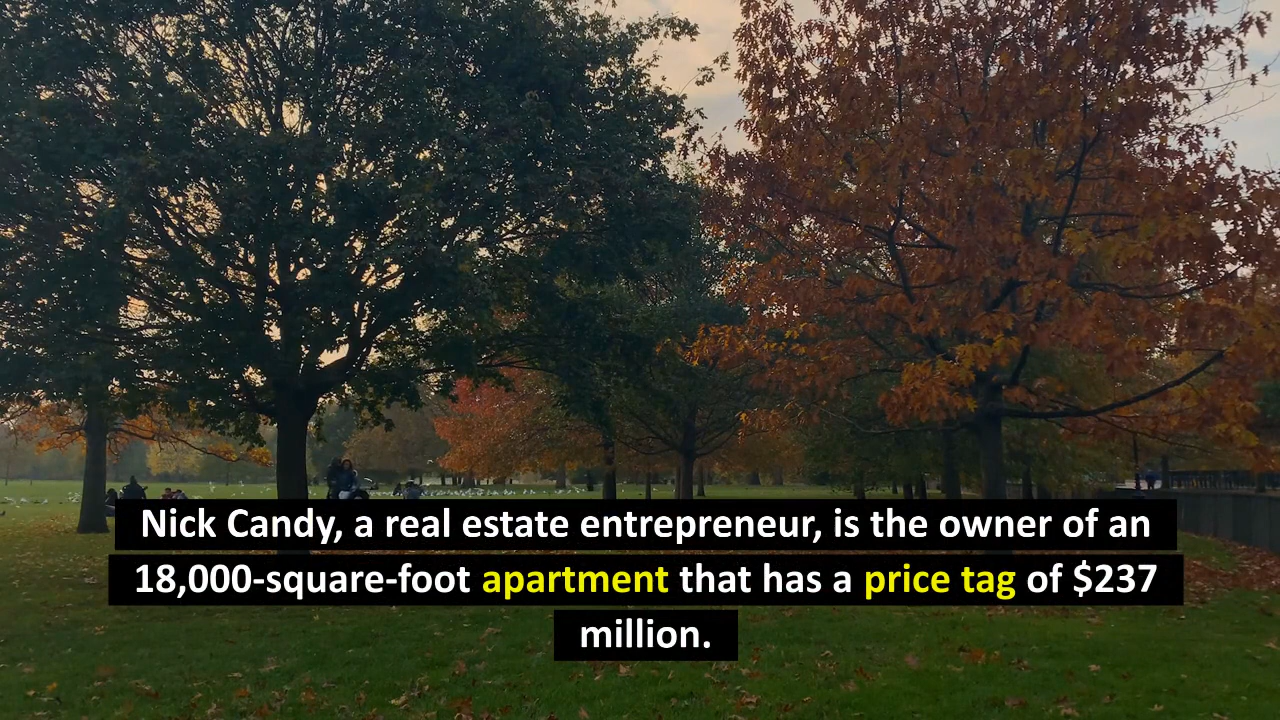 Nick Candy, a real estate entrepreneur, is the owner of an
18,000-square-foot apartment that has a price tag of $237
million.